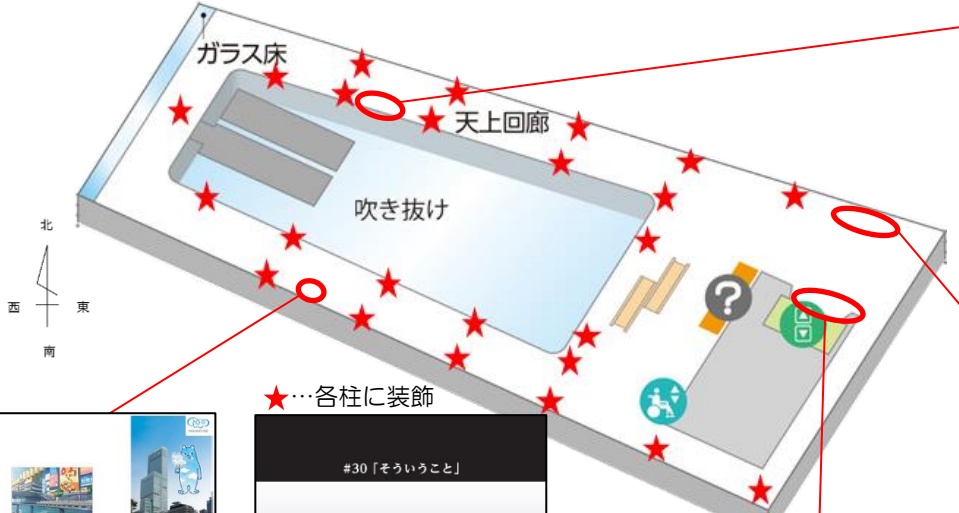 ガラス床
天上回廊
吹き抜け
?
北
西
東
南
★…各柱に装飾
#30「そういうこと」